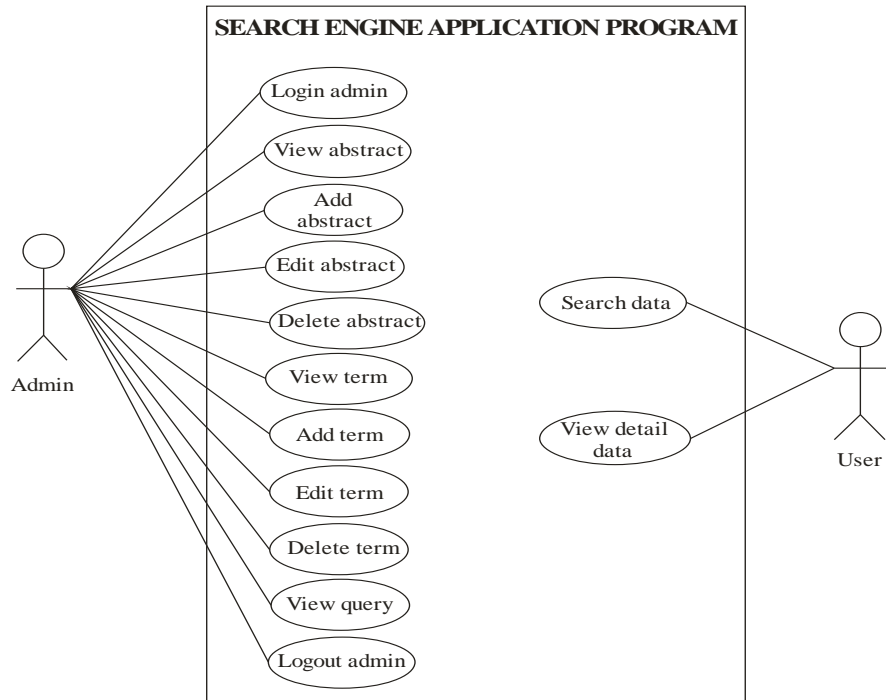 SEARCH ENGINE APPLICATION PROGRAM
Login admin
View abstract
Add
abstract
Edit abstract
Delete abstract
View term
Add term
Edit term
Delete term
View query
Logout admin
Admin
Search data
View detail
data
User